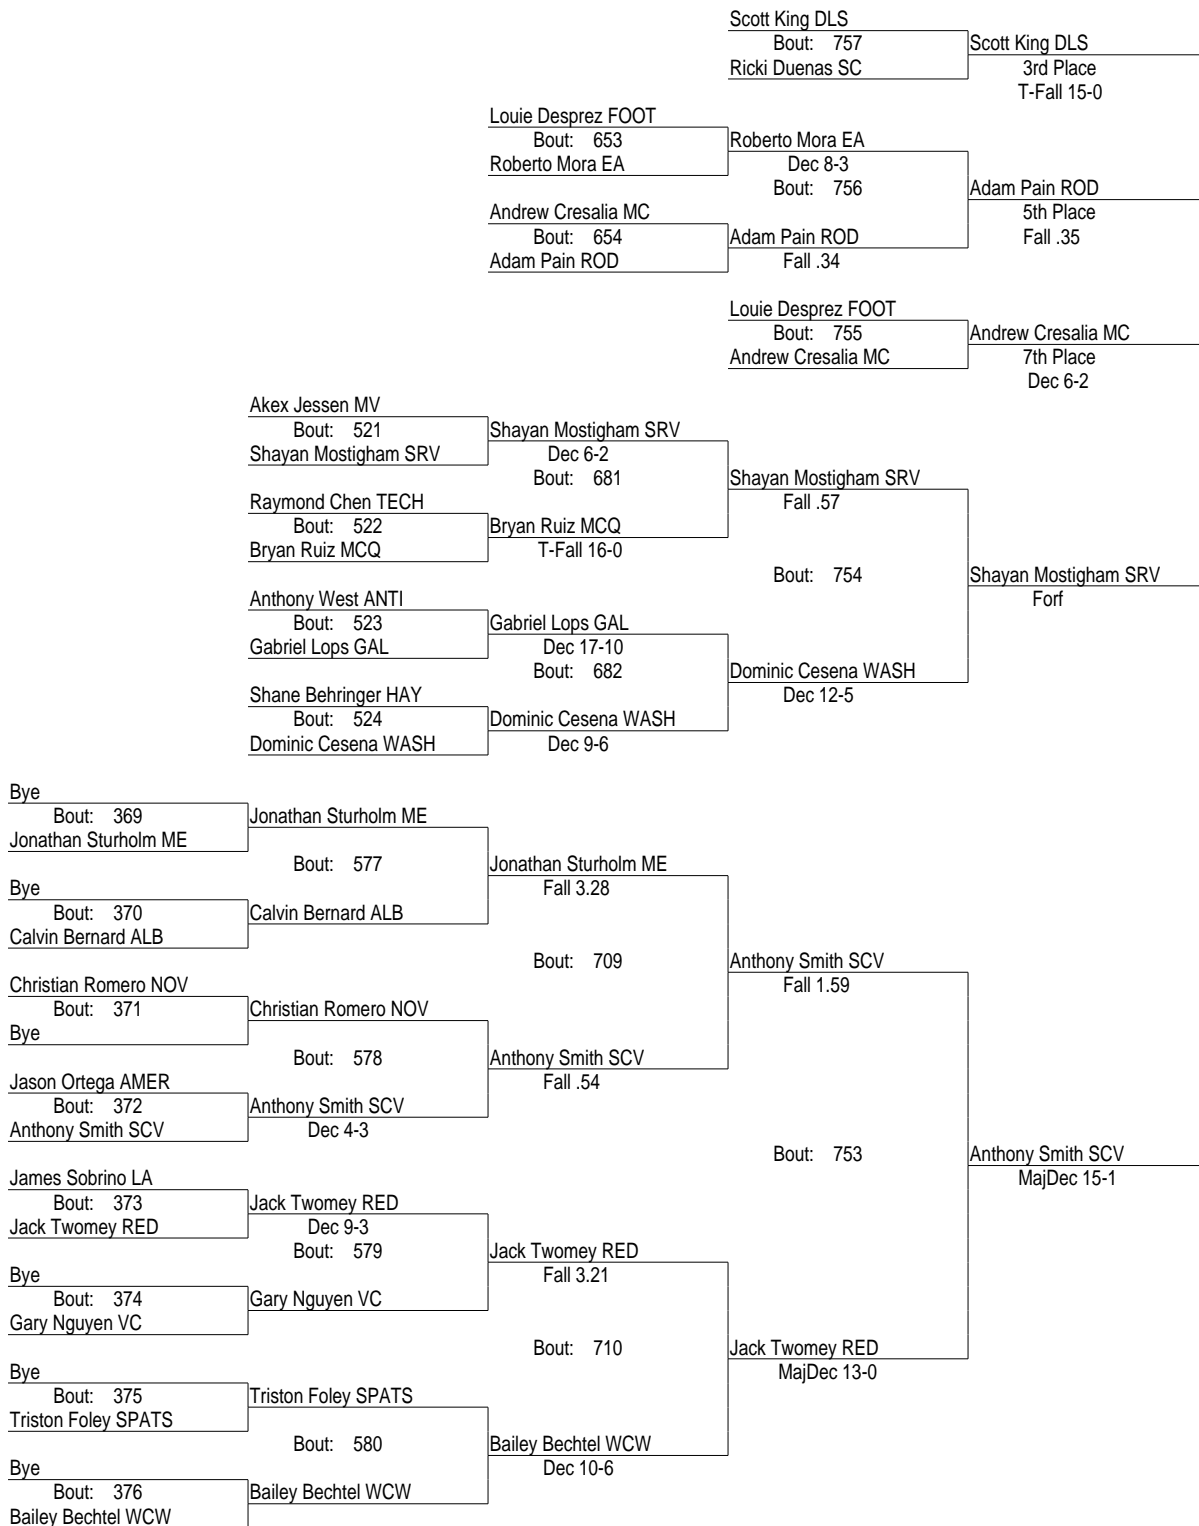 Scott King DLS
Bout: 757
Scott King DLS
Ricki Duenas SC
3rd Place
T-Fall 15-0
Louie Desprez FOOT
Bout: 653
Roberto Mora EA
Roberto Mora EA
Dec 8-3
Bout: 756
Adam Pain ROD
Andrew Cresalia MC
5th Place
Bout: 654
Adam Pain ROD
Fall .35
Adam Pain ROD
Fall .34
Louie Desprez FOOT
Bout: 755
Andrew Cresalia MC
Andrew Cresalia MC
7th Place
Dec 6-2
Akex Jessen MV
Bout: 521
Shayan Mostigham SRV
Shayan Mostigham SRV
Dec 6-2
Bout: 681
Shayan Mostigham SRV
Raymond Chen TECH
Fall .57
Bout: 522
Bryan Ruiz MCQ
Bryan Ruiz MCQ
T-Fall 16-0
Bout: 754
Shayan Mostigham SRV
Anthony West ANTI
Forf
Bout: 523
Gabriel Lops GAL
Gabriel Lops GAL
Dec 17-10
Bout: 682
Dominic Cesena WASH
Shane Behringer HAY
Dec 12-5
Bout: 524
Dominic Cesena WASH
Dominic Cesena WASH
Dec 9-6
Bye
Bout: 369
Jonathan Sturholm ME
Jonathan Sturholm ME
Bout: 577
Jonathan Sturholm ME
Bye
Fall 3.28
Bout: 370
Calvin Bernard ALB
Calvin Bernard ALB
Bout: 709
Anthony Smith SCV
Christian Romero NOV
Fall 1.59
Bout: 371
Christian Romero NOV
Bye
Bout: 578
Anthony Smith SCV
Jason Ortega AMER
Fall .54
Bout: 372
Anthony Smith SCV
Anthony Smith SCV
Dec 4-3
Bout: 753
Anthony Smith SCV
James Sobrino LA
MajDec 15-1
Bout: 373
Jack Twomey RED
Jack Twomey RED
Dec 9-3
Bout: 579
Jack Twomey RED
Bye
Fall 3.21
Bout: 374
Gary Nguyen VC
Gary Nguyen VC
Bout: 710
Jack Twomey RED
Bye
MajDec 13-0
Bout: 375
Triston Foley SPATS
Triston Foley SPATS
Bout: 580
Bailey Bechtel WCW
Bye
Dec 10-6
Bout: 376
Bailey Bechtel WCW
Bailey Bechtel WCW